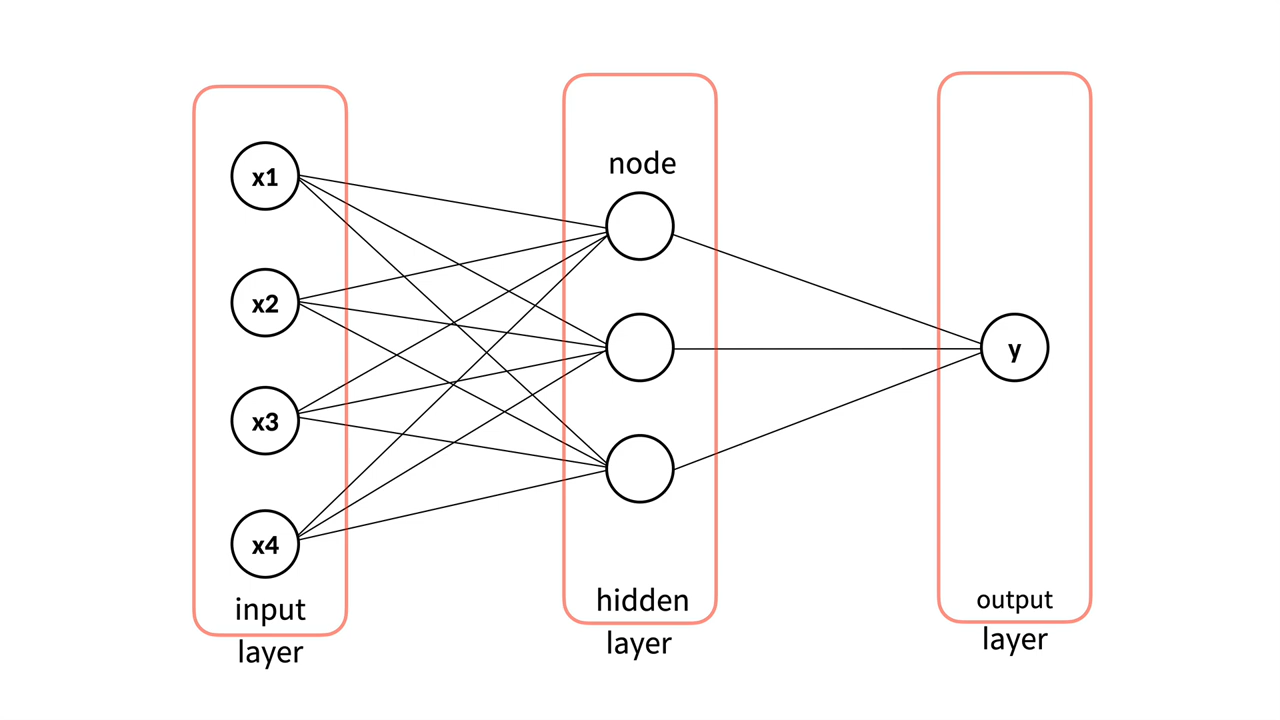 x1
x2
x3
x4
input
layer
node
hidden
layer
y
output
layer